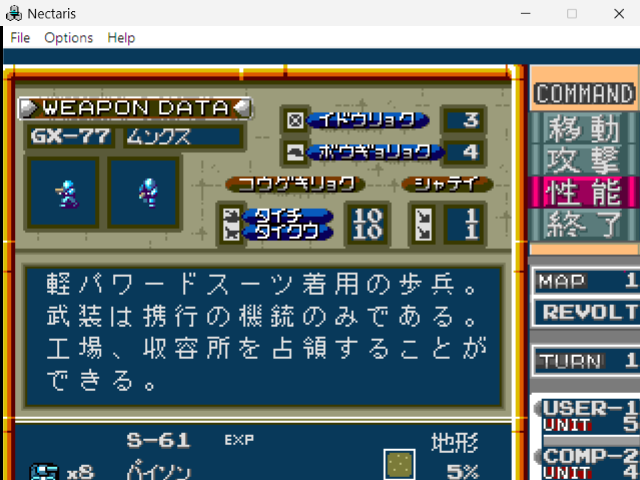 Nectaris
File Options Help
WEAPON DATA
GX-77 ムンクス
イドウリョク 3
ボウギョリョク 4
コウゲキリョク シャテイ
タイチ 10 1
タイクウ 10 1
軽パワードスーツ着用の歩兵。
武装は携行の機銃のみである。
工場、収容所を占領することが
できる。
S-61 EXP 地形
x8 バイソン 5%
COMMAND
移動
攻撃
性能
終了
MAP 1
REVOLT
TURN 1
USER-1
UNIT 5
COMP-2
UNIT 4